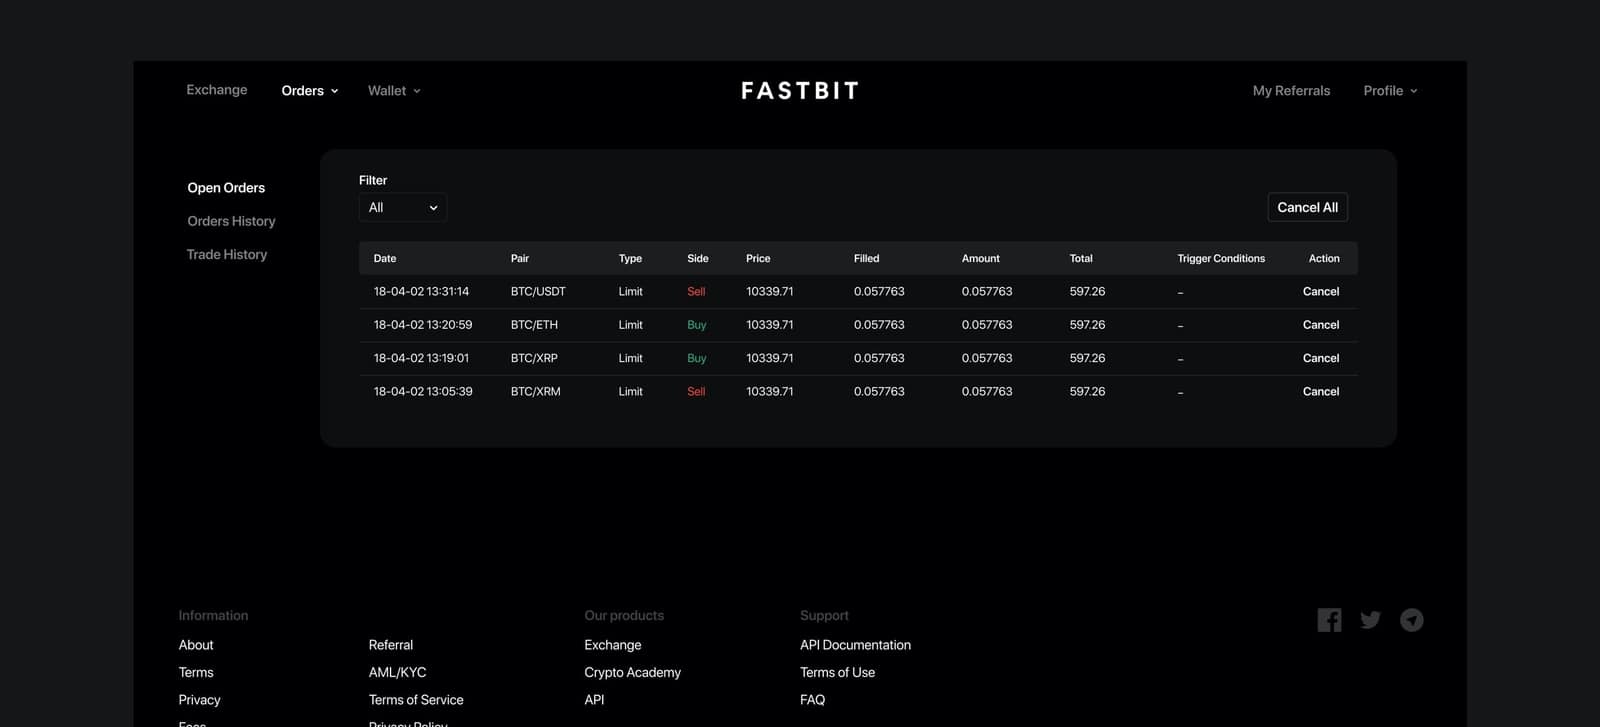 Exchange Orders Wallet FASTBIT My Referrals Profile
Open Orders
Orders History
Trade History
Filter
All Cancel All
Date Pair Type Side Price Filled Amount Total Trigger Conditions Action
18-04-02 13:31:14 BTC/USDT Limit Sell 10339.71 0.057763 0.057763 597.26 – Cancel
18-04-02 13:20:59 BTC/ETH Limit Buy 10339.71 0.057763 0.057763 597.26 – Cancel
18-04-02 13:19:01 BTC/XRP Limit Buy 10339.71 0.057763 0.057763 597.26 – Cancel
18-04-02 13:05:39 BTC/XRM Limit Sell 10339.71 0.057763 0.057763 597.26 – Cancel
Information Our products Support
About Referral Exchange API Documentation
Terms AML/KYC Crypto Academy Terms of Use
Privacy Terms of Service API FAQ
Fees Privacy Policy